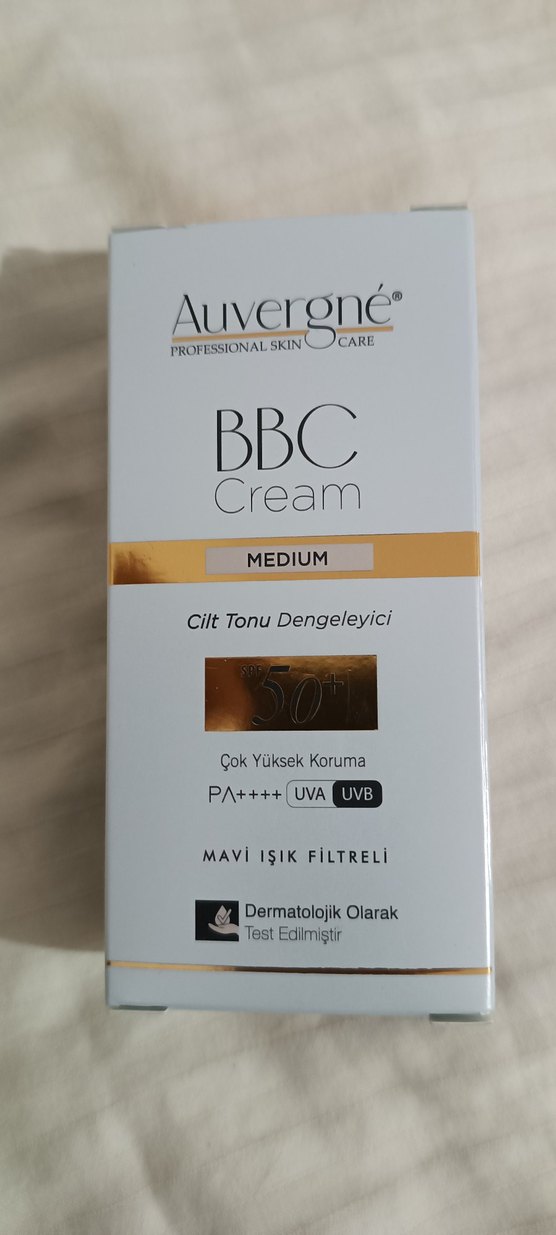 Auvergné®
PROFESSIONAL SKIN CARE
BBC
Cream
MEDIUM
Cilt Tonu Dengeleyici
SPF 50+
Çok Yüksek Koruma
PA++++ UVA UVB
MAVİ IŞIK FİLTRELİ
Dermatolojik Olarak
Test Edilmiştir